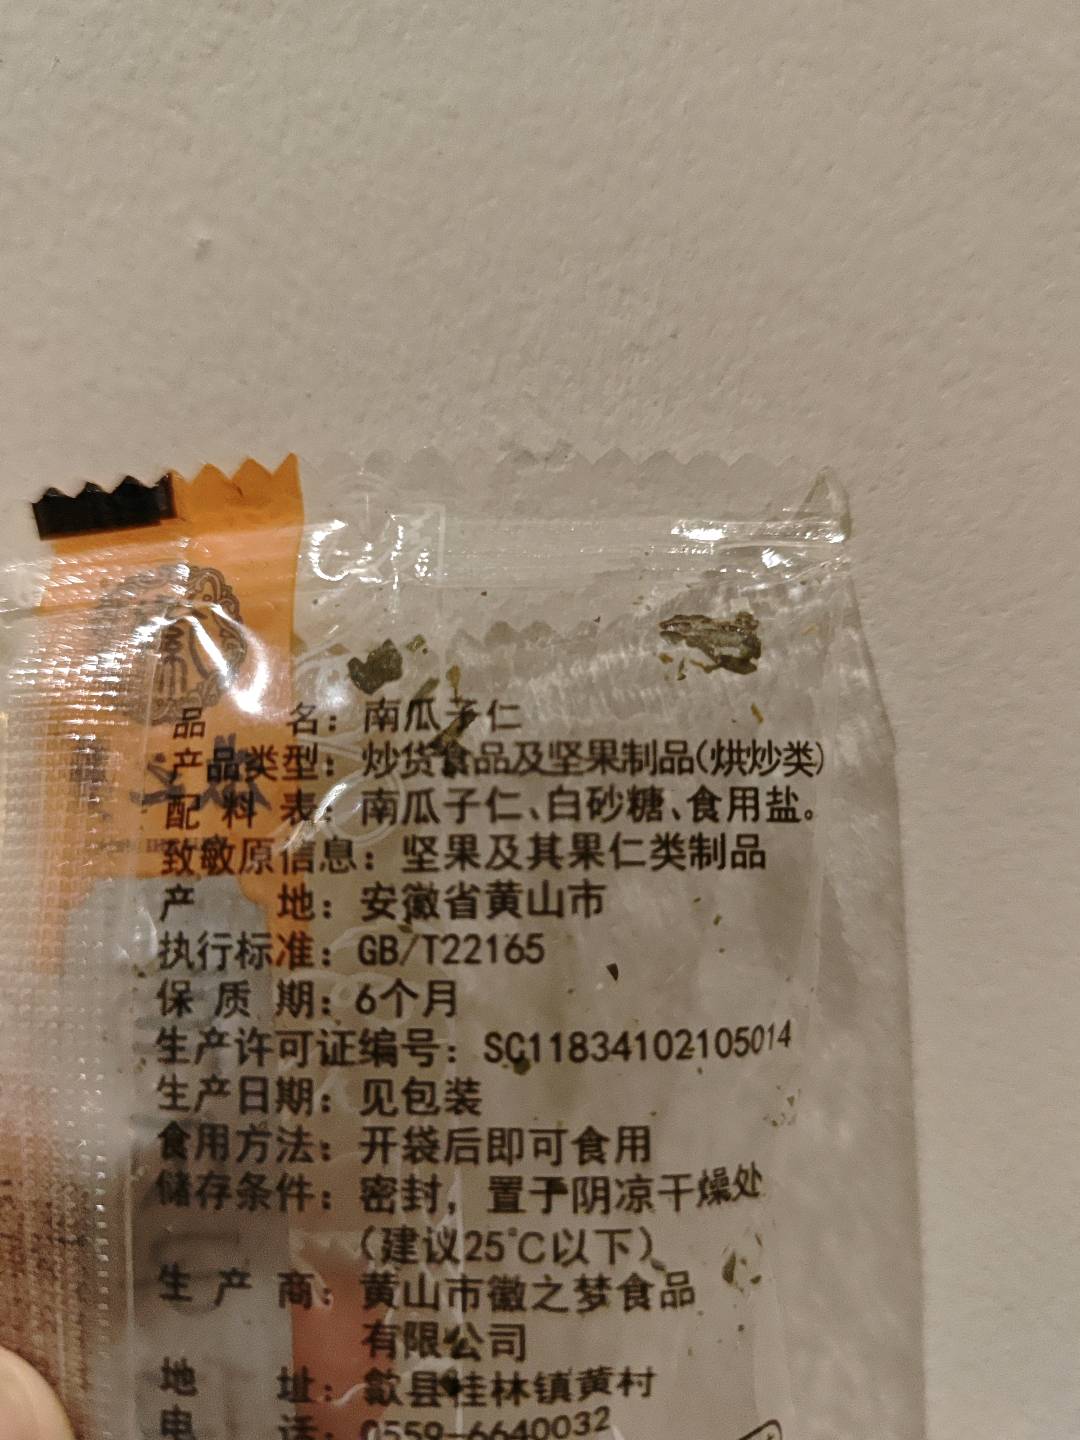 品 名：南瓜子仁
产品类型：炒货食品及坚果制品(烘炒类)
配 料 表：南瓜子仁、白砂糖、食用盐。
致敏原信息：坚果及其果仁类制品
产 地：安徽省黄山市
执行标准：GB/T22165
保 质 期：6个月
生产许可证编号：SC11834102105014
生产日期：见包装
食用方法：开袋后即可食用
储存条件：密封，置于阴凉干燥处
（建议25℃以下）
生 产 商：黄山市徽之梦食品
有限公司
地 址：歙县桂林镇黄村
电 话：0559-6640032